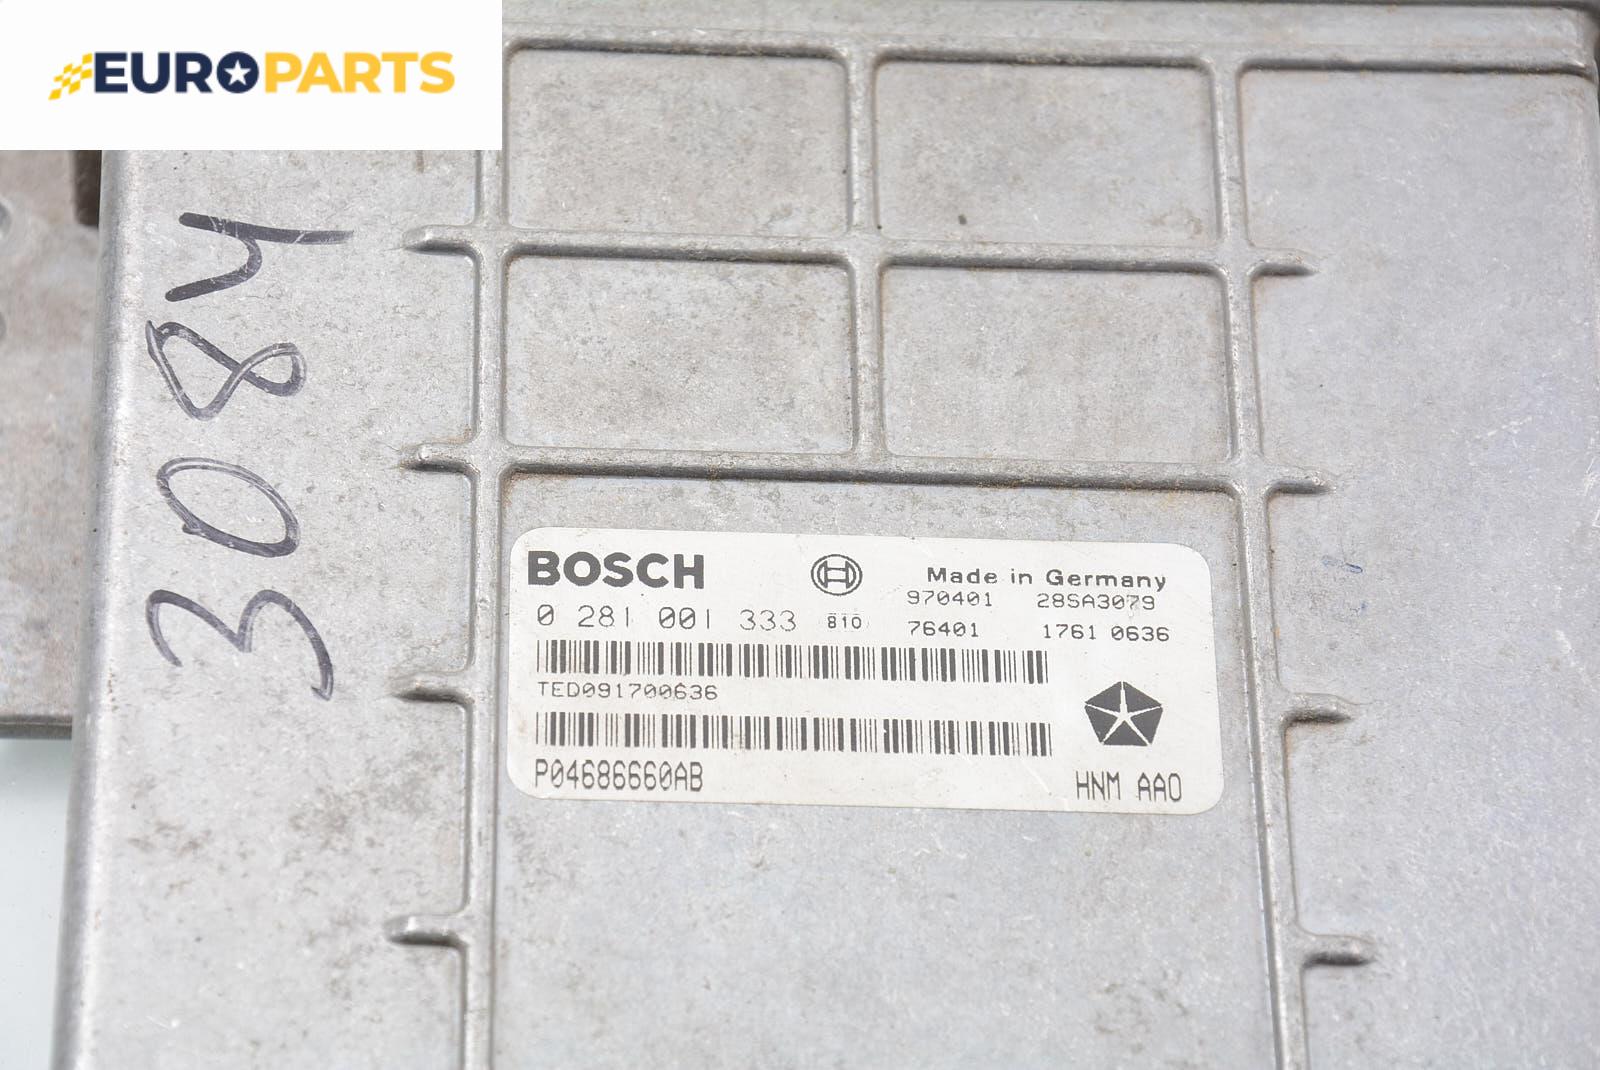 EUROPARTS
3084
BOSCH
Made in Germany
970401 28SA3079
0 281 001 333 810 76401 1761 0636
TED091700636
P04686660AB HNM AAO